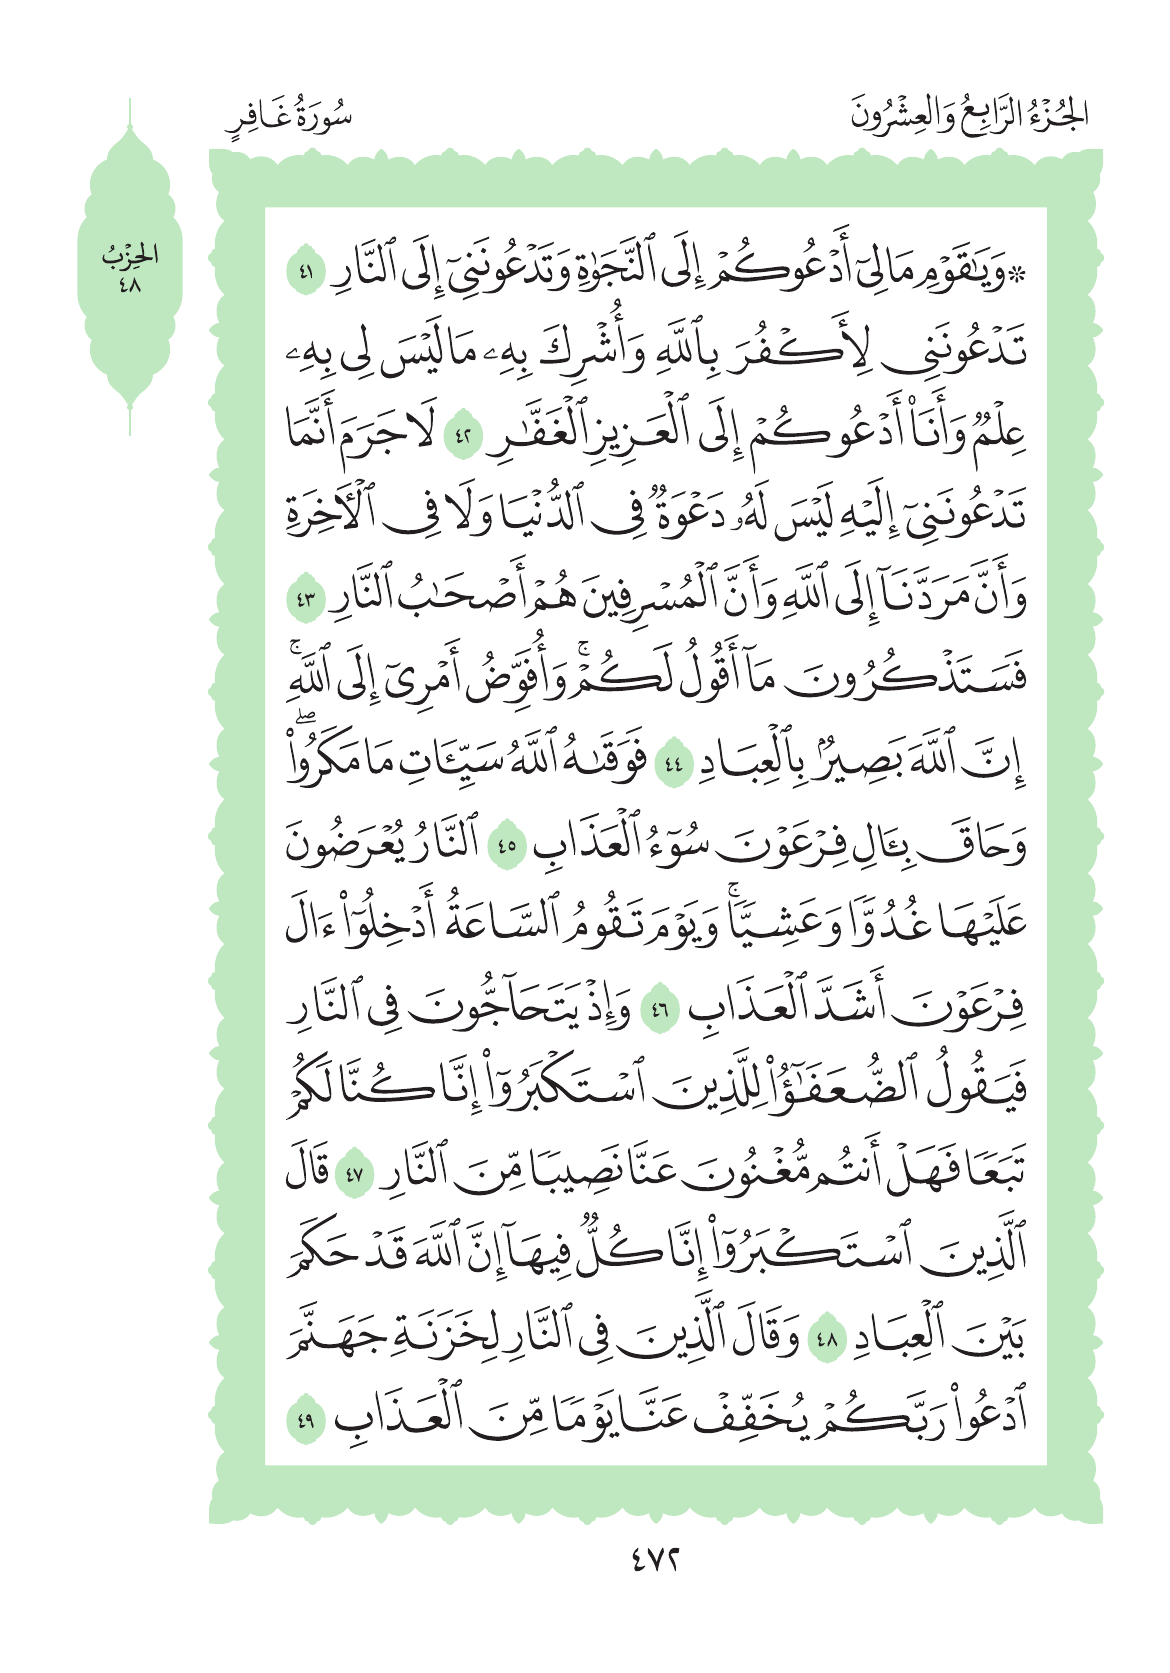 الجُزْءُ الرَّابِعُ وَالعِشْرُونَ
سُورَةُ غَافِرٍ
الحِزْبُ
٤٨
۞ وَيَٰقَوْمِ مَا لِيٓ أَدْعُوكُمْ إِلَى ٱلنَّجَوٰةِ وَتَدْعُونَنِيٓ إِلَى ٱلنَّارِ ٤١
تَدْعُونَنِي لِأَكْفُرَ بِٱللَّهِ وَأُشْرِكَ بِهِۦ مَا لَيْسَ لِي بِهِۦ
عِلْمٌ وَأَنَا۠ أَدْعُوكُمْ إِلَى ٱلْعَزِيزِ ٱلْغَفَّٰرِ ٤٢ لَا جَرَمَ أَنَّمَا
تَدْعُونَنِيٓ إِلَيْهِ لَيْسَ لَهُۥ دَعْوَةٌ فِي ٱلدُّنْيَا وَلَا فِي ٱلْأٓخِرَةِ
وَأَنَّ مَرَدَّنَآ إِلَى ٱللَّهِ وَأَنَّ ٱلْمُسْرِفِينَ هُمْ أَصْحَٰبُ ٱلنَّارِ ٤٣
فَسَتَذْكُرُونَ مَآ أَقُولُ لَكُمْۚ وَأُفَوِّضُ أَمْرِيٓ إِلَى ٱللَّهِۚ
إِنَّ ٱللَّهَ بَصِيرٌۢ بِٱلْعِبَادِ ٤٤ فَوَقَىٰهُ ٱللَّهُ سَيِّـَٔاتِ مَا مَكَرُواْۖ
وَحَاقَ بِـَٔالِ فِرْعَوْنَ سُوٓءُ ٱلْعَذَابِ ٤٥ ٱلنَّارُ يُعْرَضُونَ
عَلَيْهَا غُدُوًّا وَعَشِيًّاۚ وَيَوْمَ تَقُومُ ٱلسَّاعَةُ أَدْخِلُوٓاْ ءَالَ
فِرْعَوْنَ أَشَدَّ ٱلْعَذَابِ ٤٦ وَإِذْ يَتَحَآجُّونَ فِي ٱلنَّارِ
فَيَقُولُ ٱلضُّعَفَٰٓؤُاْ لِلَّذِينَ ٱسْتَكْبَرُوٓاْ إِنَّا كُنَّا لَكُمْ
تَبَعًا فَهَلْ أَنتُم مُّغْنُونَ عَنَّا نَصِيبًا مِّنَ ٱلنَّارِ ٤٧ قَالَ
ٱلَّذِينَ ٱسْتَكْبَرُوٓاْ إِنَّا كُلٌّ فِيهَآ إِنَّ ٱللَّهَ قَدْ حَكَمَ
بَيْنَ ٱلْعِبَادِ ٤٨ وَقَالَ ٱلَّذِينَ فِي ٱلنَّارِ لِخَزَنَةِ جَهَنَّمَ
ٱدْعُواْ رَبَّكُمْ يُخَفِّفْ عَنَّا يَوْمًا مِّنَ ٱلْعَذَابِ ٤٩
٤٧٢